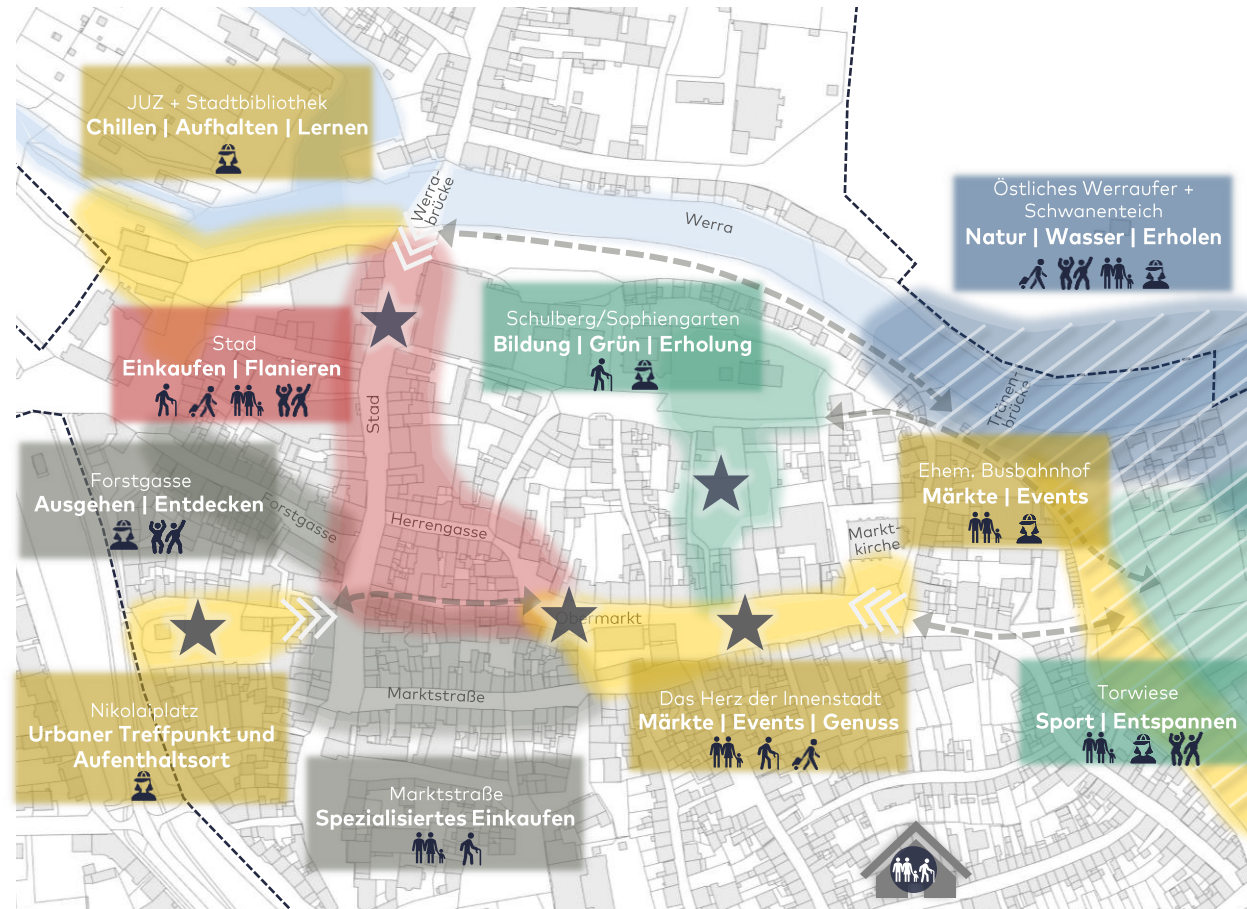 JUZ + Stadtbibliothek
Chillen | Aufhalten | Lernen
Werra-
brücke
Werra
Östliches Werraufer +
Schwanenteich
Natur | Wasser | Erholen
Stad
Einkaufen | Flanieren
Schulberg/Sophiengarten
Bildung | Grün | Erholung
Tränen-
brücke
Stad
Forstgasse
Ausgehen | Entdecken
Forstgasse
Herrengasse
Ehem. Busbahnhof
Märkte | Events
Markt-
kirche
Obermarkt
Nikolaiplatz
Urbaner Treffpunkt und
Aufenthaltsort
Marktstraße
Das Herz der Innenstadt
Märkte | Events | Genuss
Torwiese
Sport | Entspannen
Marktstraße
Spezialisiertes Einkaufen